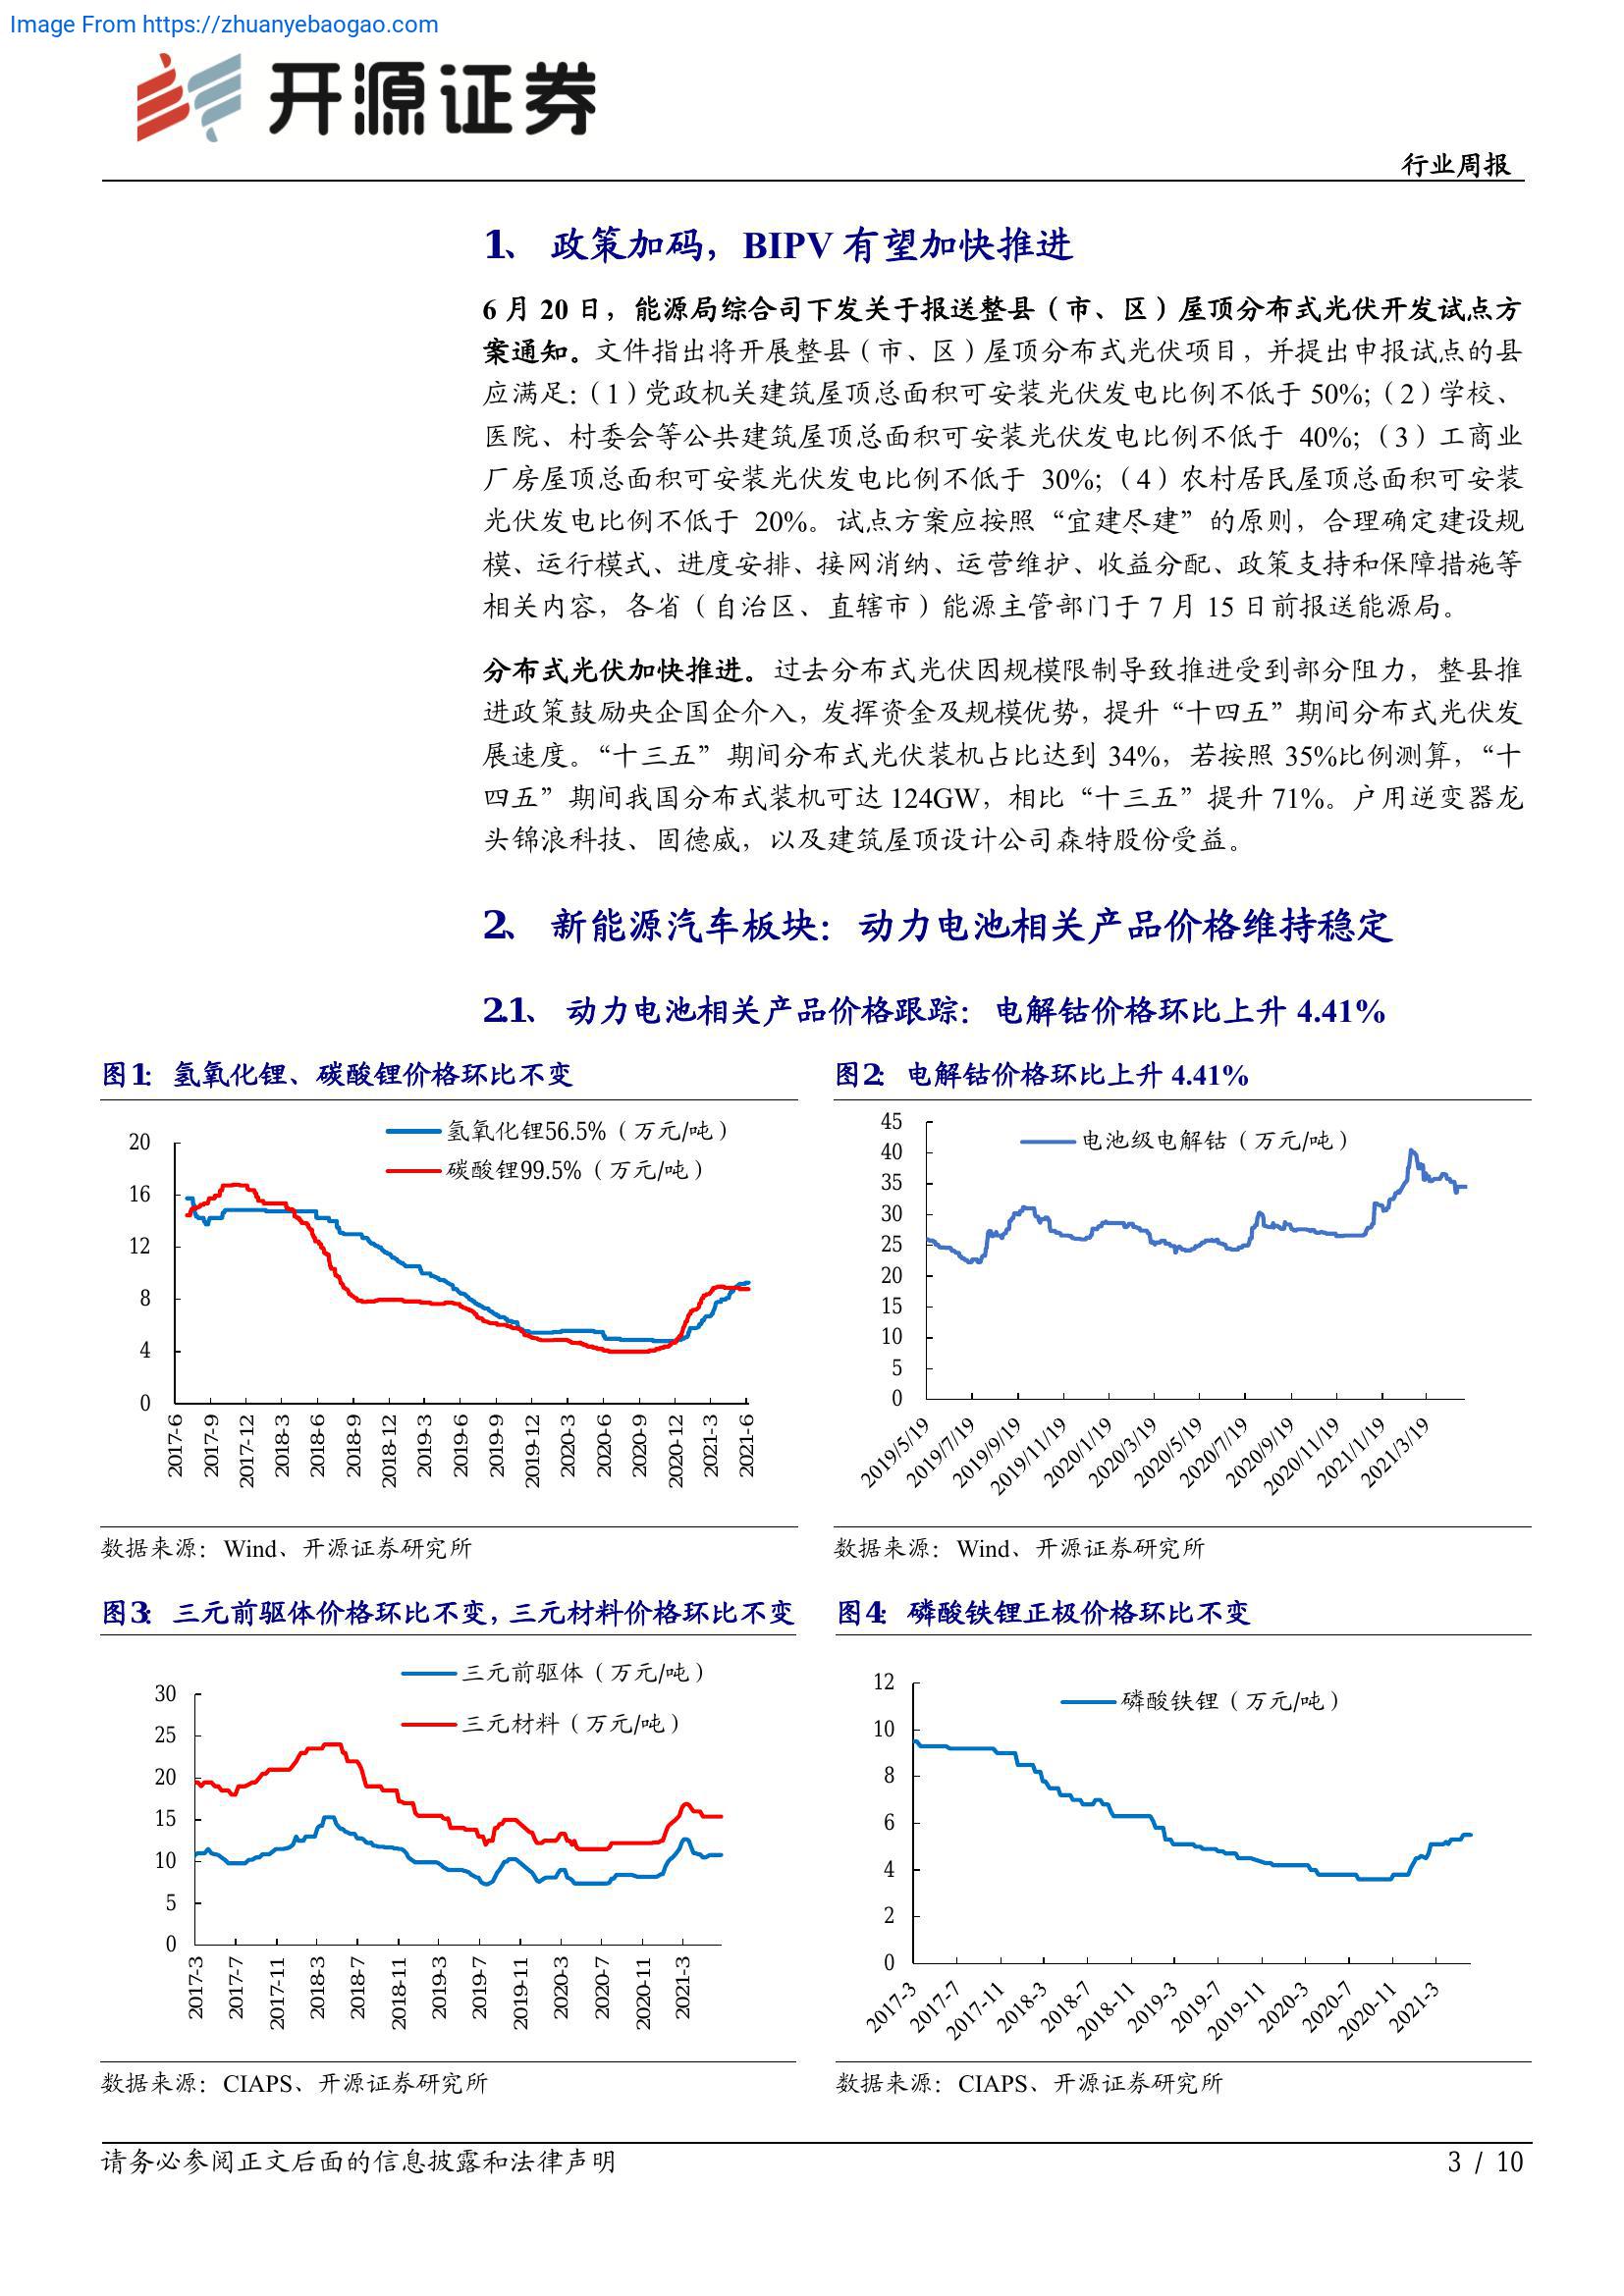 Image From https://zhuanyebaogao.com
开源证券
行业周报
1、 政策加码，BIPV 有望加快推进
6 月 20 日，能源局综合司下发关于报送整县（市、区）屋顶分布式光伏开发试点方
案通知。文件指出将开展整县（市、区）屋顶分布式光伏项目，并提出申报试点的县
应满足：（1）党政机关建筑屋顶总面积可安装光伏发电比例不低于 50%;（2）学校、
医院、村委会等公共建筑屋顶总面积可安装光伏发电比例不低于 40%;（3）工商业
厂房屋顶总面积可安装光伏发电比例不低于 30%;（4）农村居民屋顶总面积可安装
光伏发电比例不低于 20%。试点方案应按照“宜建尽建”的原则，合理确定建设规
模、运行模式、进度安排、接网消纳、运营维护、收益分配、政策支持和保障措施等
相关内容，各省（自治区、直辖市）能源主管部门于 7 月 15 日前报送能源局。
分布式光伏加快推进。过去分布式光伏因规模限制导致推进受到部分阻力，整县推
进政策鼓励央企国企介入，发挥资金及规模优势，提升“十四五”期间分布式光伏发
展速度。“十三五”期间分布式光伏装机占比达到 34%，若按照 35%比例测算，“十
四五”期间我国分布式装机可达 124GW，相比“十三五”提升 71%。户用逆变器龙
头锦浪科技、固德威，以及建筑屋顶设计公司森特股份受益。
2、 新能源汽车板块：动力电池相关产品价格维持稳定
2.1、 动力电池相关产品价格跟踪：电解钴价格环比上升 4.41%
图1： 氢氧化锂、碳酸锂价格环比不变
氢氧化锂56.5%（万元/吨）
碳酸锂99.5%（万元/吨）
20
16
12
8
4
0
2017-6
2017-9
2017-12
2018-3
2018-6
2018-9
2018-12
2019-3
2019-6
2019-9
2019-12
2020-3
2020-6
2020-9
2020-12
2021-3
2021-6
数据来源：Wind、开源证券研究所
图2： 电解钴价格环比上升 4.41%
电池级电解钴（万元/吨）
45
40
35
30
25
20
15
10
5
0
2019/5/19
2019/7/19
2019/9/19
2019/11/19
2020/1/19
2020/3/19
2020/5/19
2020/7/19
2020/9/19
2020/11/19
2021/1/19
2021/3/19
数据来源：Wind、开源证券研究所
图3： 三元前驱体价格环比不变，三元材料价格环比不变
三元前驱体（万元/吨）
三元材料（万元/吨）
30
25
20
15
10
5
0
2017-3
2017-7
2017-11
2018-3
2018-7
2018-11
2019-3
2019-7
2019-11
2020-3
2020-7
2020-11
2021-3
数据来源：CIAPS、开源证券研究所
图4： 磷酸铁锂正极价格环比不变
磷酸铁锂（万元/吨）
12
10
8
6
4
2
0
2017-3
2017-7
2017-11
2018-3
2018-7
2018-11
2019-3
2019-7
2019-11
2020-3
2020-7
2020-11
2021-3
数据来源：CIAPS、开源证券研究所
请务必参阅正文后面的信息披露和法律声明
3 / 10